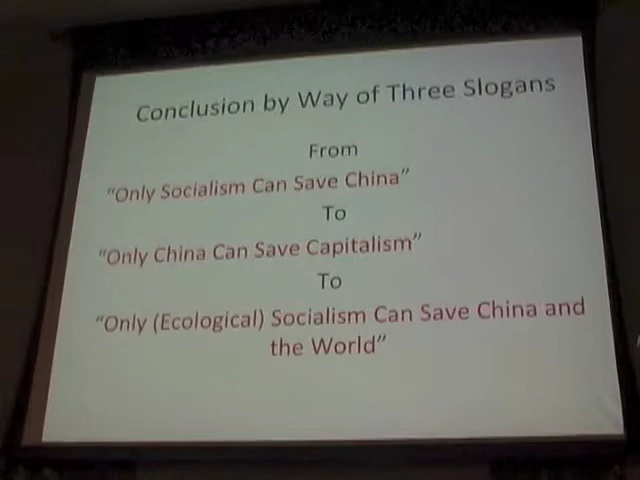 Conclusion by Way of Three Slogans
From
“Only Socialism Can Save China”
To
“Only China Can Save Capitalism”
To
“Only (Ecological) Socialism Can Save China and
the World”